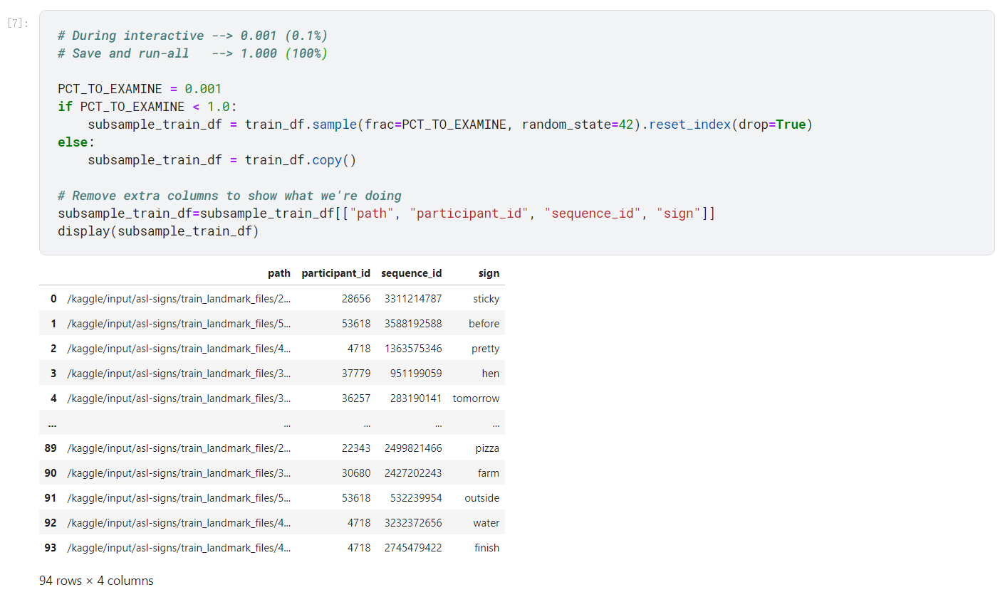 [7]:
# During interactive --> 0.001 (0.1%)
# Save and run-all   --> 1.000 (100%)
PCT_TO_EXAMINE = 0.001
if PCT_TO_EXAMINE < 1.0:
    subsample_train_df = train_df.sample(frac=PCT_TO_EXAMINE, random_state=42).reset_index(drop=True)
else:
    subsample_train_df = train_df.copy()
# Remove extra columns to show what we're doing
subsample_train_df=subsample_train_df[["path", "participant_id", "sequence_id", "sign"]]
display(subsample_train_df)
path participant_id sequence_id sign
0 /kaggle/input/asl-signs/train_landmark_files/2... 28656 3311214787 sticky
1 /kaggle/input/asl-signs/train_landmark_files/5... 53618 3588192588 before
2 /kaggle/input/asl-signs/train_landmark_files/4... 4718 1363575346 pretty
3 /kaggle/input/asl-signs/train_landmark_files/3... 37779 951199059 hen
4 /kaggle/input/asl-signs/train_landmark_files/3... 36257 283190141 tomorrow
... ... ... ... ...
89 /kaggle/input/asl-signs/train_landmark_files/2... 22343 2499821466 pizza
90 /kaggle/input/asl-signs/train_landmark_files/3... 30680 2427202243 farm
91 /kaggle/input/asl-signs/train_landmark_files/5... 53618 532239954 outside
92 /kaggle/input/asl-signs/train_landmark_files/4... 4718 3232372656 water
93 /kaggle/input/asl-signs/train_landmark_files/4... 4718 2745479422 finish
94 rows × 4 columns